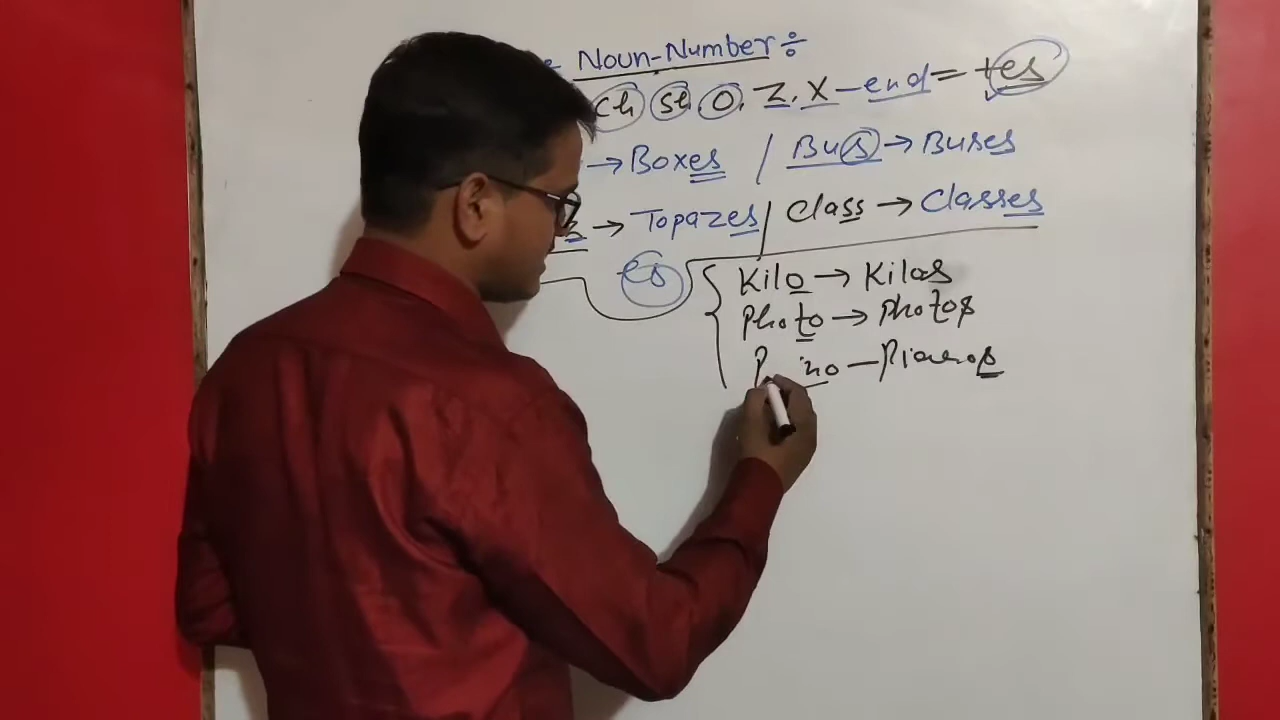 Noun-Number ÷
ch sh, O, Z, X - end = +es
→ Boxes / Bus → Buses
→ Topazes / Class → Classes
es { Kilo → Kilos
Photo → Photos
no — Pianos